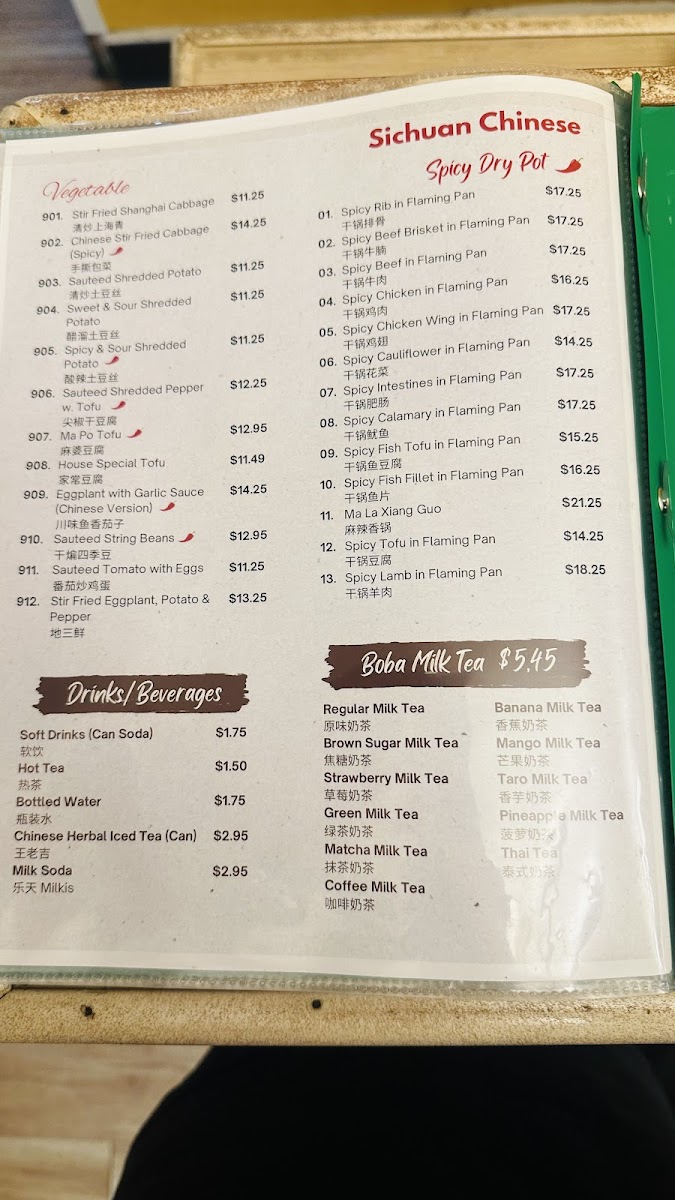 Sichuan Chinese
Vegetable
901. Stir Fried Shanghai Cabbage $11.25
清炒上海青
902. Chinese Stir Fried Cabbage $14.25
(Spicy)
手撕包菜
903. Sauteed Shredded Potato $11.25
清炒土豆丝
904. Sweet & Sour Shredded $11.25
Potato
醋溜土豆丝
905. Spicy & Sour Shredded $11.25
Potato
酸辣土豆丝
906. Sauteed Shredded Pepper $12.25
w. Tofu
尖椒干豆腐
907. Ma Po Tofu $12.95
麻婆豆腐
908. House Special Tofu $11.49
家常豆腐
909. Eggplant with Garlic Sauce $14.25
(Chinese Version)
川味鱼香茄子
910. Sauteed String Beans $12.95
干煸四季豆
911. Sauteed Tomato with Eggs $11.25
番茄炒鸡蛋
912. Stir Fried Eggplant, Potato & $13.25
Pepper
地三鲜
Spicy Dry Pot
01. Spicy Rib in Flaming Pan $17.25
干锅排骨
02. Spicy Beef Brisket in Flaming Pan $17.25
干锅牛腩
03. Spicy Beef in Flaming Pan $17.25
干锅牛肉
04. Spicy Chicken in Flaming Pan $16.25
干锅鸡肉
05. Spicy Chicken Wing in Flaming Pan $17.25
干锅鸡翅
06. Spicy Cauliflower in Flaming Pan $14.25
干锅花菜
07. Spicy Intestines in Flaming Pan $17.25
干锅肥肠
08. Spicy Calamary in Flaming Pan $17.25
干锅鱿鱼
09. Spicy Fish Tofu in Flaming Pan $15.25
干锅鱼豆腐
10. Spicy Fish Fillet in Flaming Pan $16.25
干锅鱼片
11. Ma La Xiang Guo $21.25
麻辣香锅
12. Spicy Tofu in Flaming Pan $14.25
干锅豆腐
13. Spicy Lamb in Flaming Pan $18.25
干锅羊肉
Drinks/Beverages
Soft Drinks (Can Soda) $1.75
软饮
Hot Tea $1.50
热茶
Bottled Water $1.75
瓶装水
Chinese Herbal Iced Tea (Can) $2.95
王老吉
Milk Soda $2.95
乐天 Milkis
Boba Milk Tea $5.45
Regular Milk Tea
原味奶茶
Brown Sugar Milk Tea
焦糖奶茶
Strawberry Milk Tea
草莓奶茶
Green Milk Tea
绿茶奶茶
Matcha Milk Tea
抹茶奶茶
Coffee Milk Tea
咖啡奶茶
Banana Milk Tea
香蕉奶茶
Mango Milk Tea
芒果奶茶
Taro Milk Tea
香芋奶茶
Pineapple Milk Tea
菠萝奶茶
Thai Tea
泰式奶茶